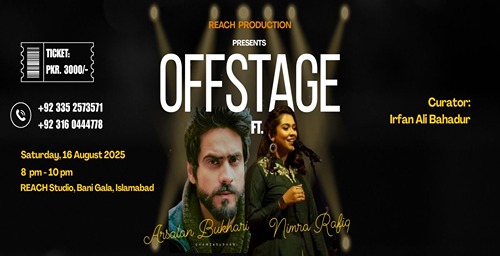 REACH PRODUCTION
PRESENTS
OFFSTAGE
FT.
TICKET:
PKR. 3000/-
+92 335 2573571
+92 316 0444778
Saturday, 16 August 2025
8 pm - 10 pm
REACH Studio, Bani Gala, Islamabad
Curator:
Irfan Ali Bahadur
Arsalan Bukhari
Nimra Rafiq